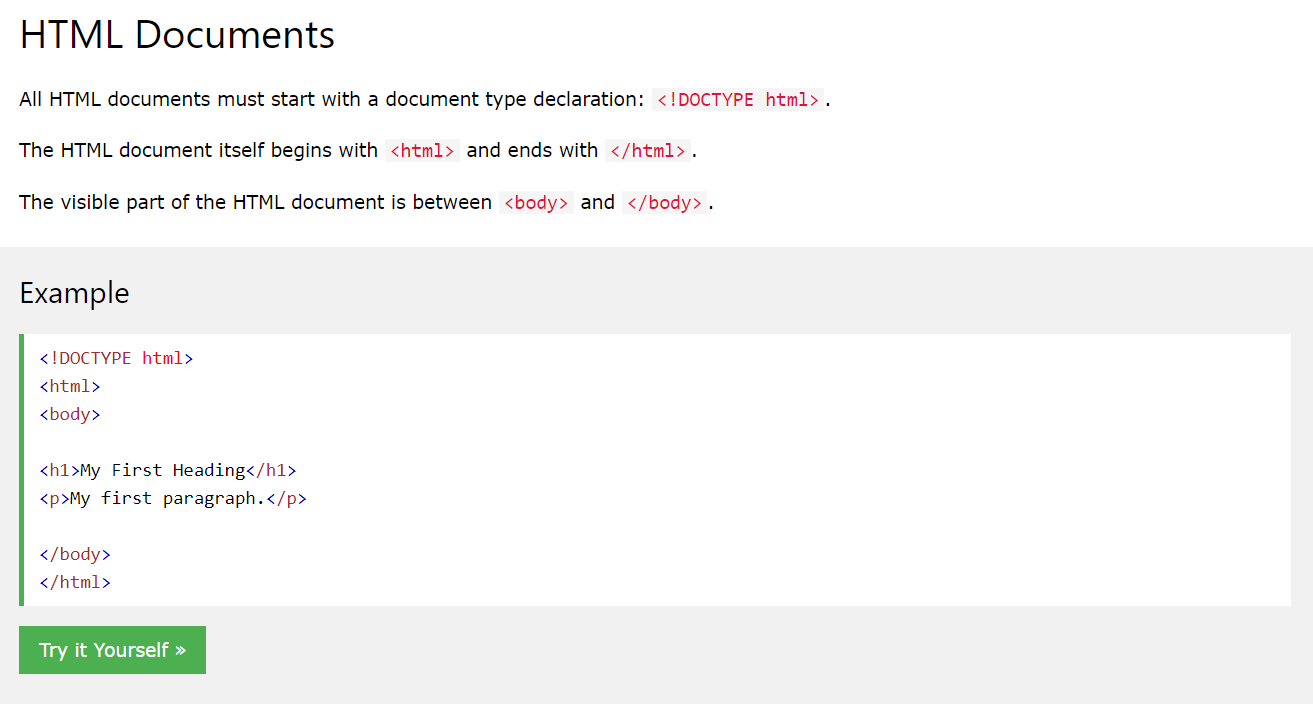 HTML Documents
All HTML documents must start with a document type declaration: <!DOCTYPE html>.
The HTML document itself begins with <html> and ends with </html>.
The visible part of the HTML document is between <body> and </body>.
Example
<!DOCTYPE html>
<html>
<body>
<h1>My First Heading</h1>
<p>My first paragraph.</p>
</body>
</html>
Try it Yourself »